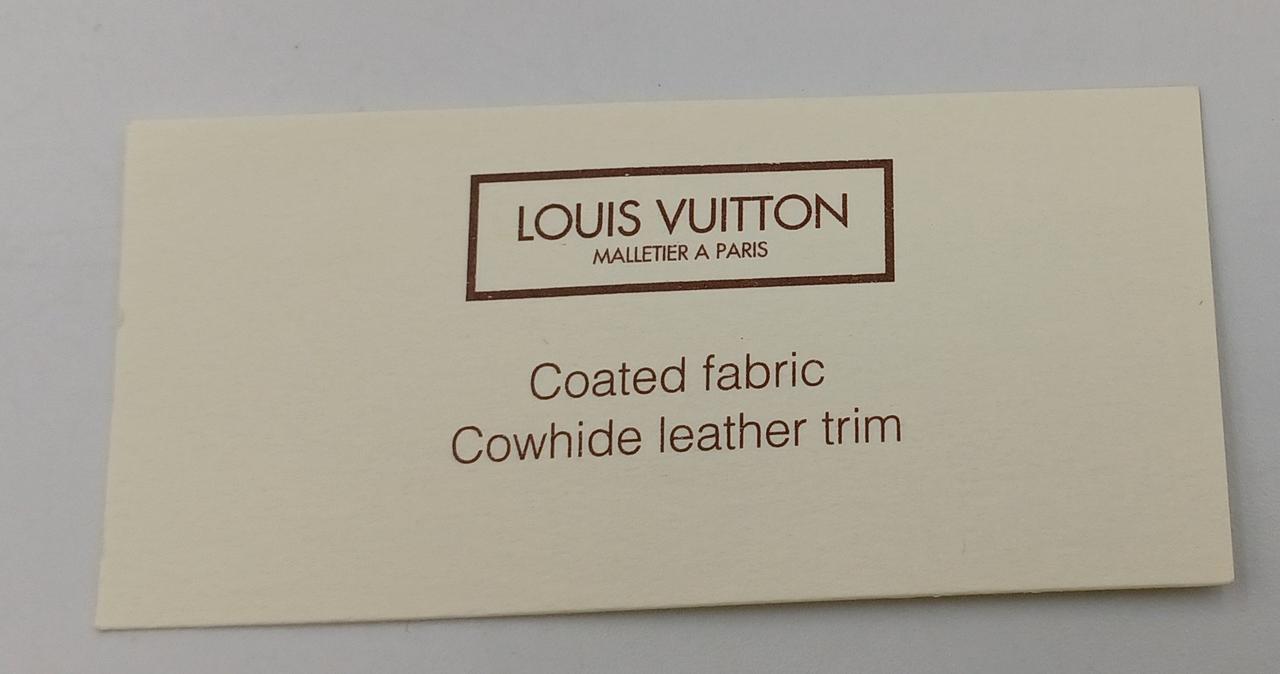 LOUIS VUITTON
MALLETIER A PARIS
Coated fabric
Cowhide leather trim